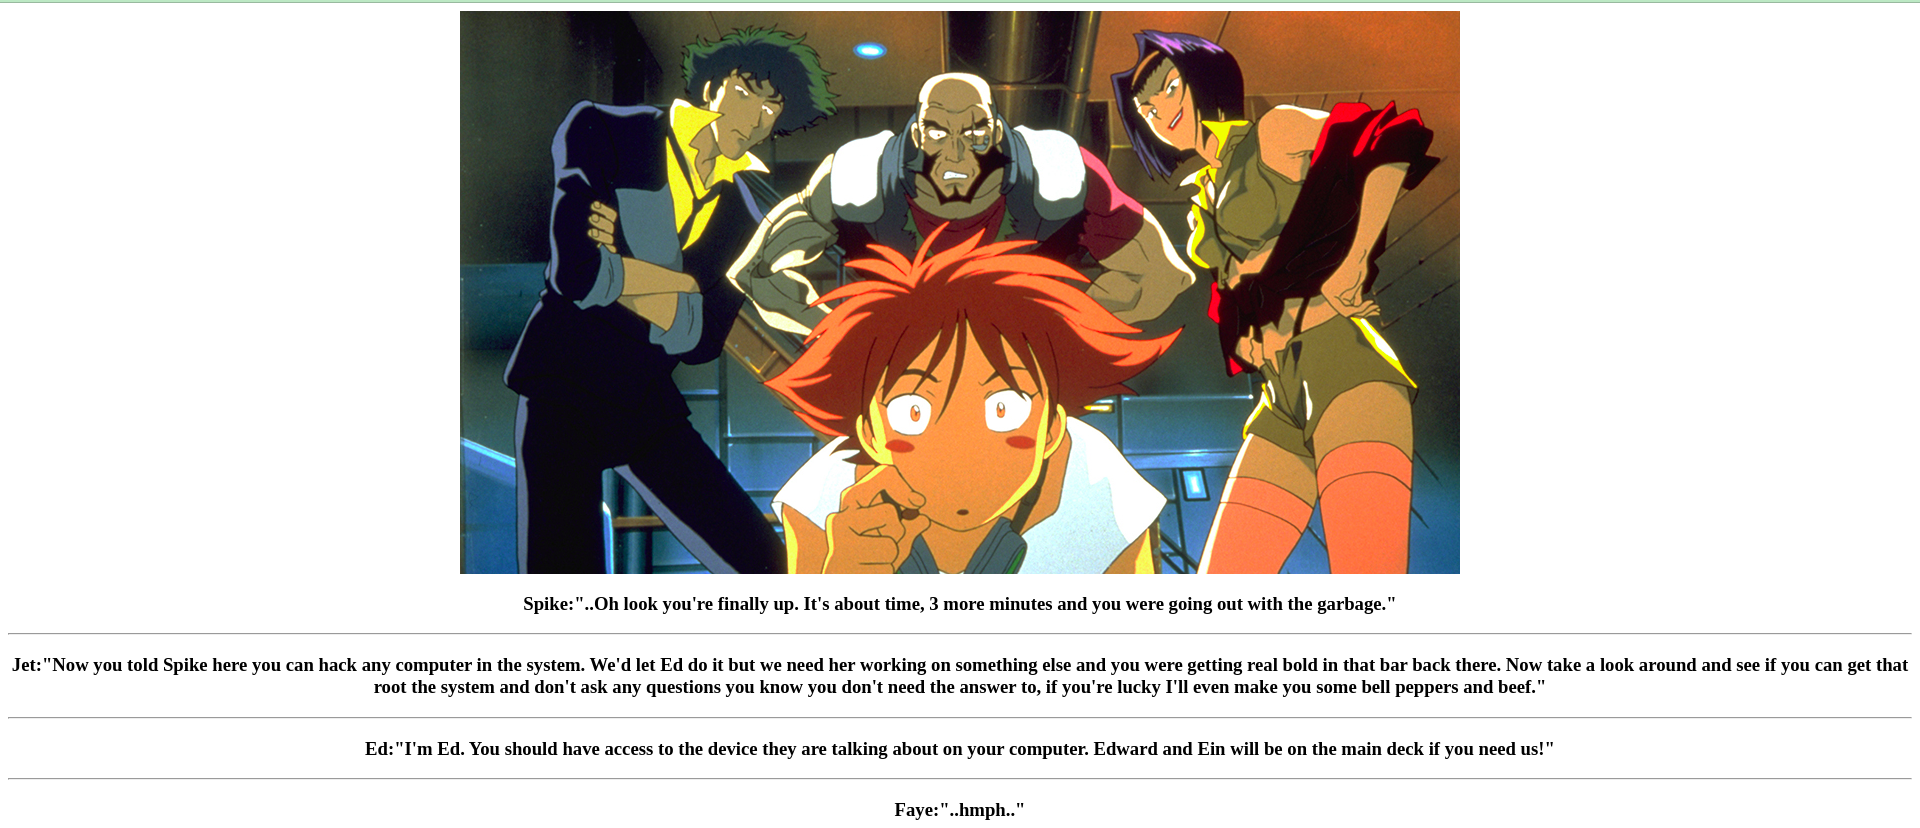 Spike:"..Oh look you're finally up. It's about time, 3 more minutes and you were going out with the garbage."
Jet:"Now you told Spike here you can hack any computer in the system. We'd let Ed do it but we need her working on something else and you were getting real bold in that bar back there. Now take a look around and see if you can get that
root the system and don't ask any questions you know you don't need the answer to, if you're lucky I'll even make you some bell peppers and beef."
Ed:"I'm Ed. You should have access to the device they are talking about on your computer. Edward and Ein will be on the main deck if you need us!"
Faye:"..hmph.."